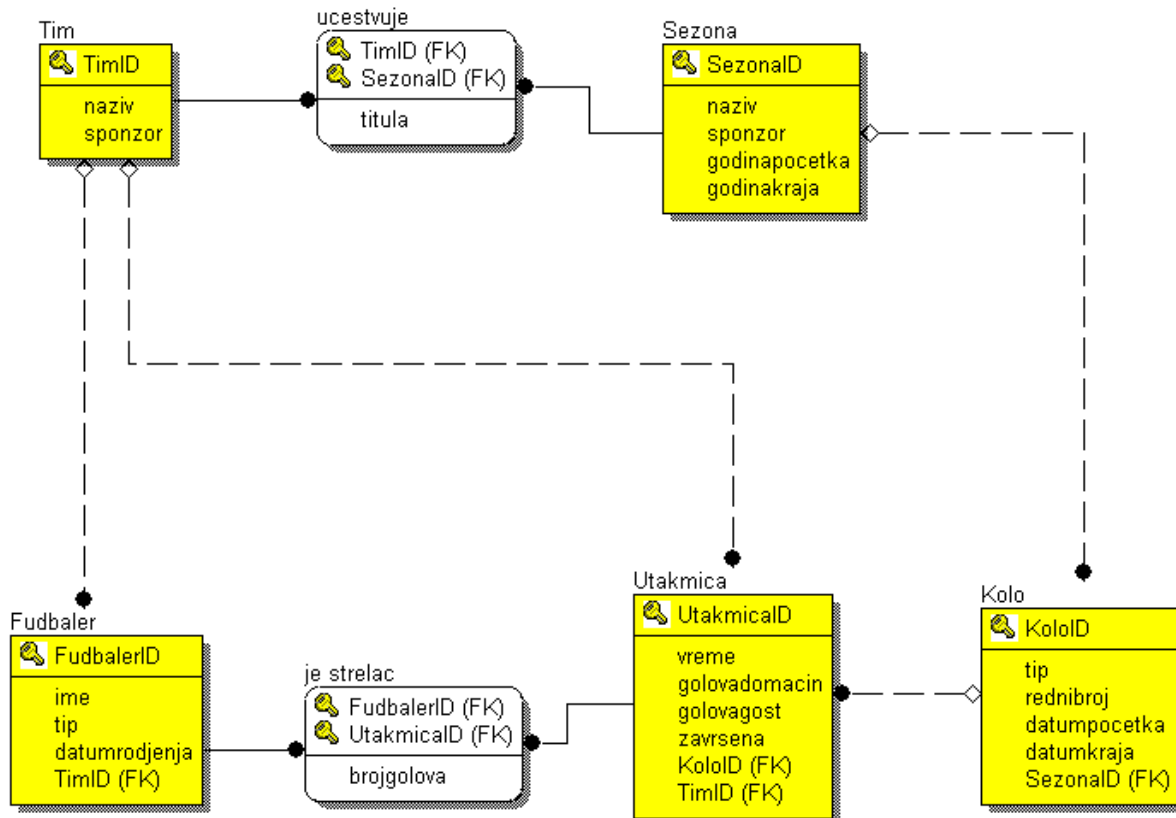 Tim
TimID
naziv
sponzor
ucestvuje
TimID (FK)
SezonaID (FK)
titula
Sezona
SezonaID
naziv
sponzor
godinapocetka
godinakraja
Fudbaler
FudbalerID
ime
tip
datumrodjenja
TimID (FK)
je strelac
FudbalerID (FK)
UtakmicaID (FK)
brojgolova
Utakmica
UtakmicaID
vreme
golovadomacin
golovagost
zavrsena
KoloID (FK)
TimID (FK)
Kolo
KoloID
tip
rednibroj
datumpocetka
datumkraja
SezonaID (FK)